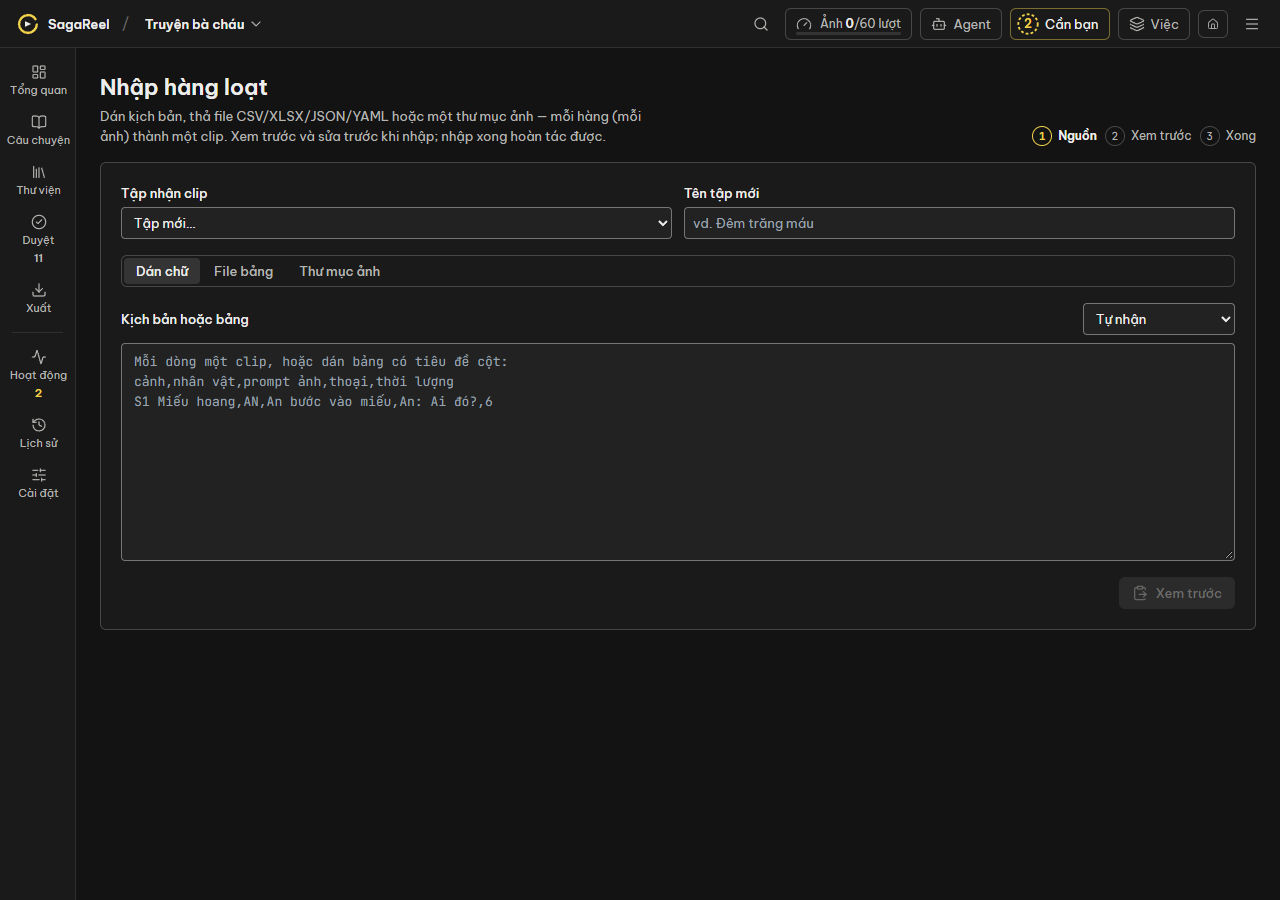 SagaReel / Truyện bà cháu
Ảnh 0/60 lượt
Agent
2 Cần bạn
Việc
Tổng quan
Câu chuyện
Thư viện
Duyệt
11
Xuất
Hoạt động
2
Lịch sử
Cài đặt
Nhập hàng loạt
Dán kịch bản, thả file CSV/XLSX/JSON/YAML hoặc một thư mục ảnh — mỗi hàng (mỗi
ảnh) thành một clip. Xem trước và sửa trước khi nhập; nhập xong hoàn tác được.
1 Nguồn 2 Xem trước 3 Xong
Tập nhận clip
Tập mới...
Tên tập mới
vd. Đêm trăng máu
Dán chữ
File bảng
Thư mục ảnh
Kịch bản hoặc bảng
Tự nhận
Mỗi dòng một clip, hoặc dán bảng có tiêu đề cột:
cảnh,nhân vật,prompt ảnh,thoại,thời lượng
S1 Miếu hoang,AN,An bước vào miếu,An: Ai đó?,6
Xem trước